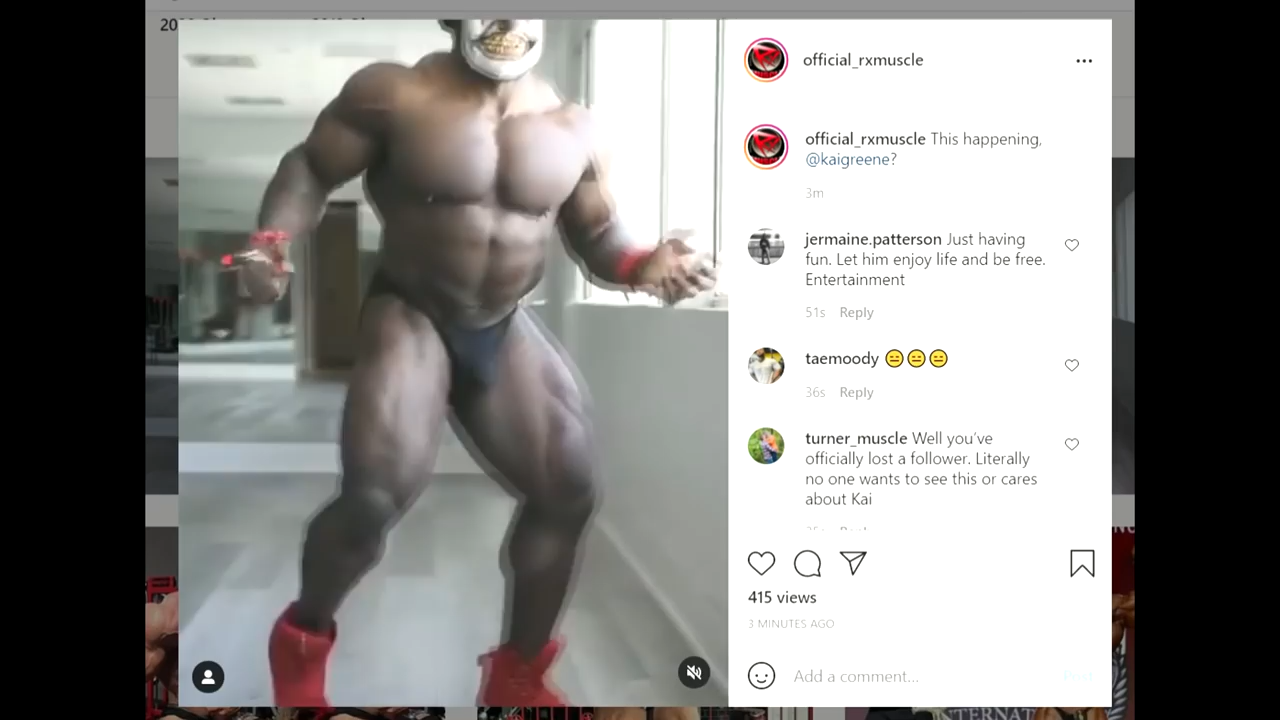 official_rxmuscle
official_rxmuscle This happening,
@kaigreene?
3m
jermaine.patterson Just having
fun. Let him enjoy life and be free.
Entertainment
51s Reply
taemoody 😑😑😑
36s Reply
turner_muscle Well you've
officially lost a follower. Literally
no one wants to see this or cares
about Kai
Reply
415 views
3 MINUTES AGO
Add a comment...
Post